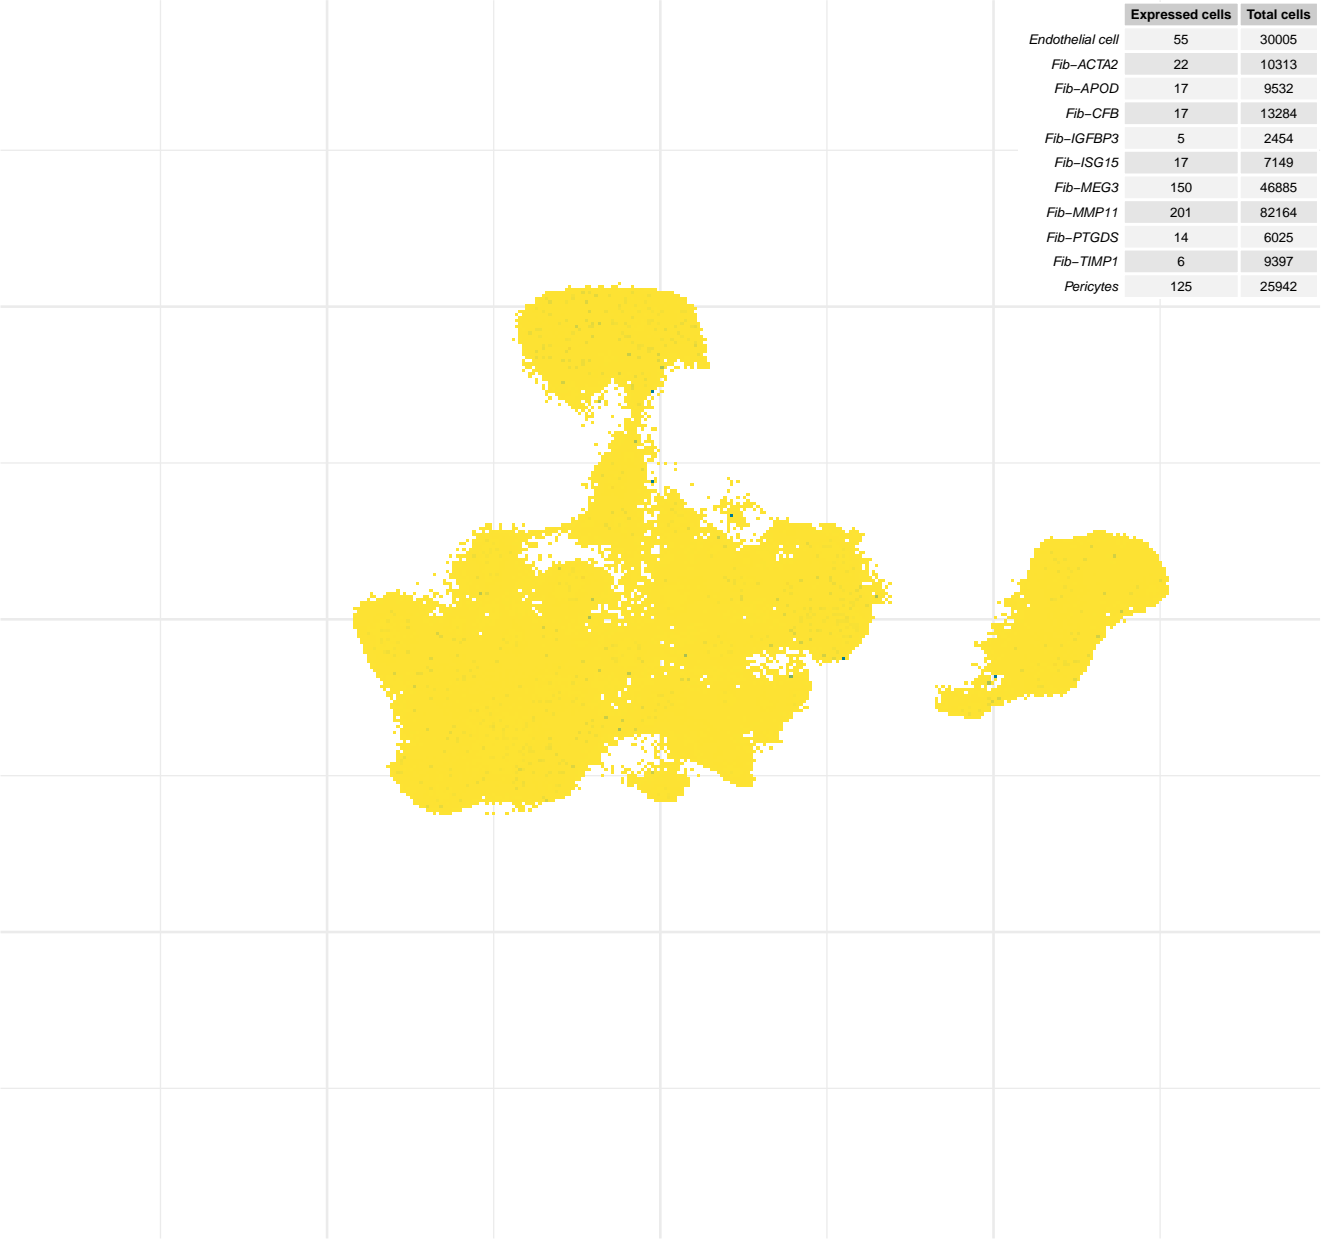 Expressed cells Total cells
Endothelial cell 55 30005
Fib−ACTA2 22 10313
Fib−APOD 17 9532
Fib−CFB 17 13284
Fib−IGFBP3 5 2454
Fib−ISG15 17 7149
Fib−MEG3 150 46885
Fib−MMP11 201 82164
Fib−PTGDS 14 6025
Fib−TIMP1 6 9397
Pericytes 125 25942